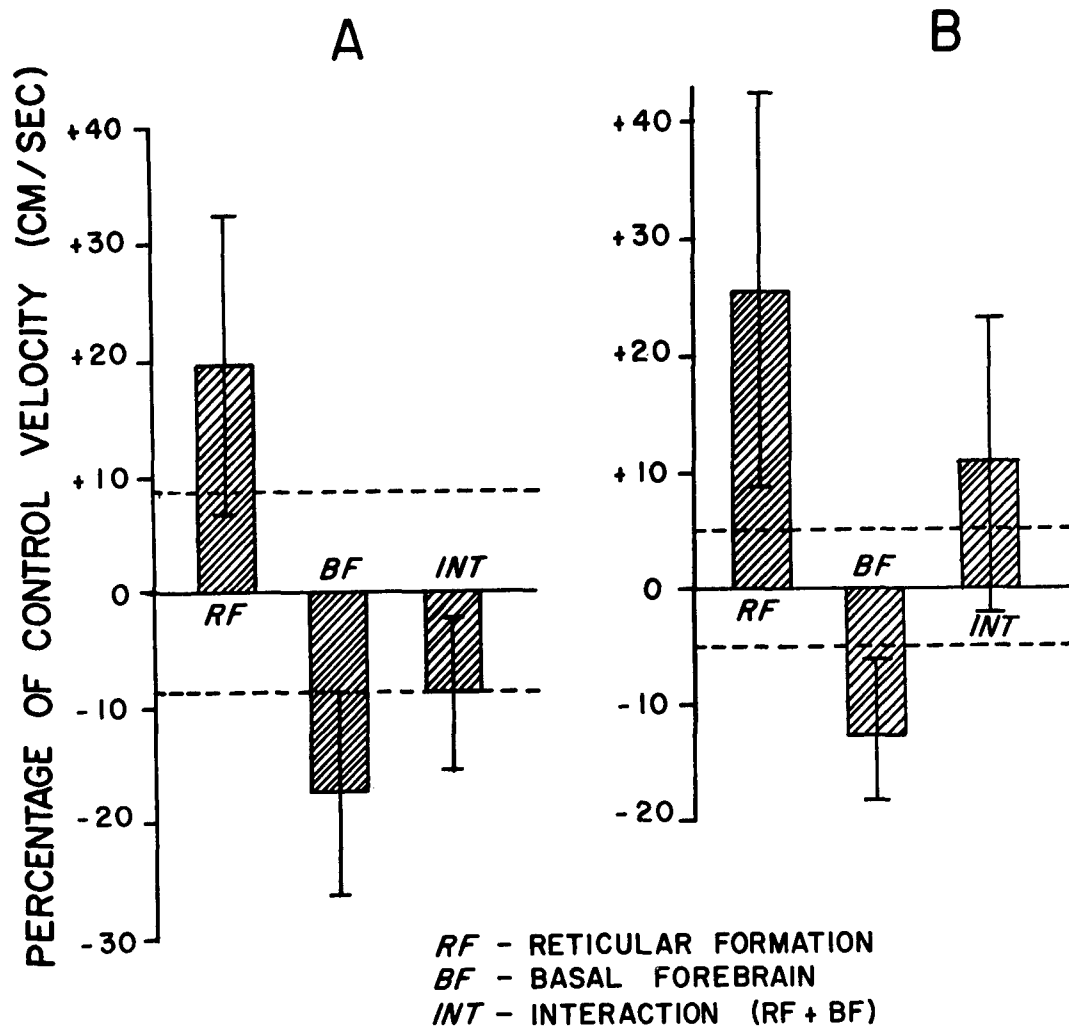 A
B
PERCENTAGE OF CONTROL VELOCITY (CM/SEC)
+40
+30
+20
+10
0
-10
-20
-30
RF
BF
INT
+40
+30
+20
+10
0
-10
-20
RF
BF
INT
RF - RETICULAR FORMATION
BF - BASAL FOREBRAIN
INT - INTERACTION (RF + BF)